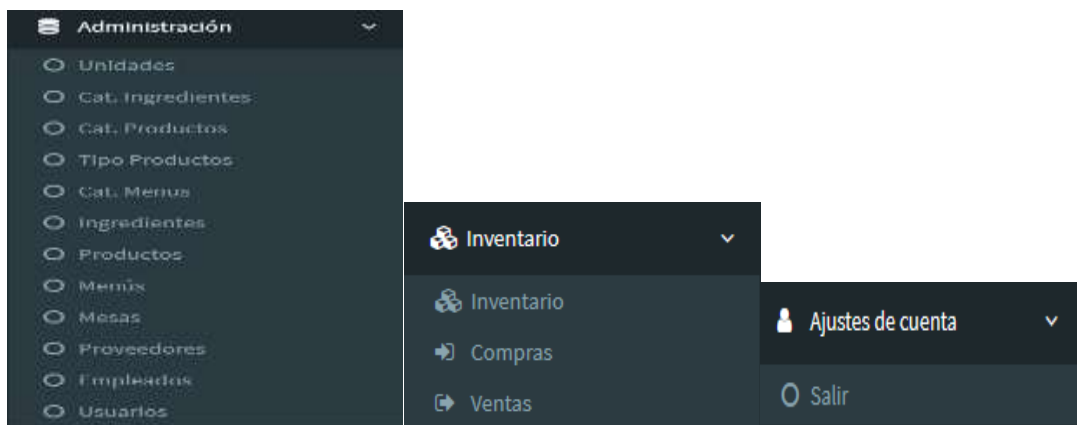 Administración
Unidades
Cat. Ingredientes
Cat. Productos
Tipo Productos
Cat. Menus
Ingredientes
Productos
Menús
Mesas
Proveedores
Empleados
Usuarios
Inventario
Inventario
Compras
Ventas
Ajustes de cuenta
Salir